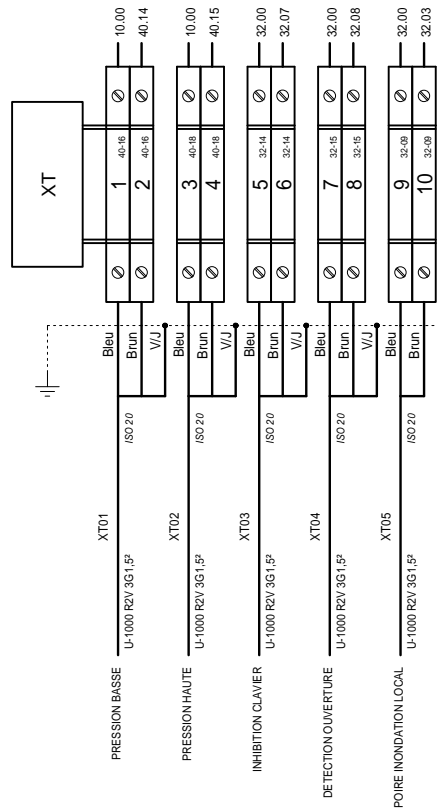 XT
PRESSION BASSE
U-1000 R2V 3G1,5²
XT01
ISO 20
Bleu
Brun
V/J
1
40-16
10.00
2
40-16
40.14
PRESSION HAUTE
U-1000 R2V 3G1,5²
XT02
ISO 20
Bleu
Brun
V/J
3
40-18
10.00
4
40-18
40.15
INHIBITION CLAVIER
U-1000 R2V 3G1,5²
XT03
ISO 20
Bleu
Brun
V/J
5
32-14
32.00
6
32-14
32.07
DETECTION OUVERTURE
U-1000 R2V 3G1,5²
XT04
ISO 20
Bleu
Brun
V/J
7
32-15
32.00
8
32-15
32.08
POIRE INONDATION LOCAL
U-1000 R2V 3G1,5²
XT05
ISO 20
Bleu
Brun
9
32-09
32.00
10
32-09
32.03